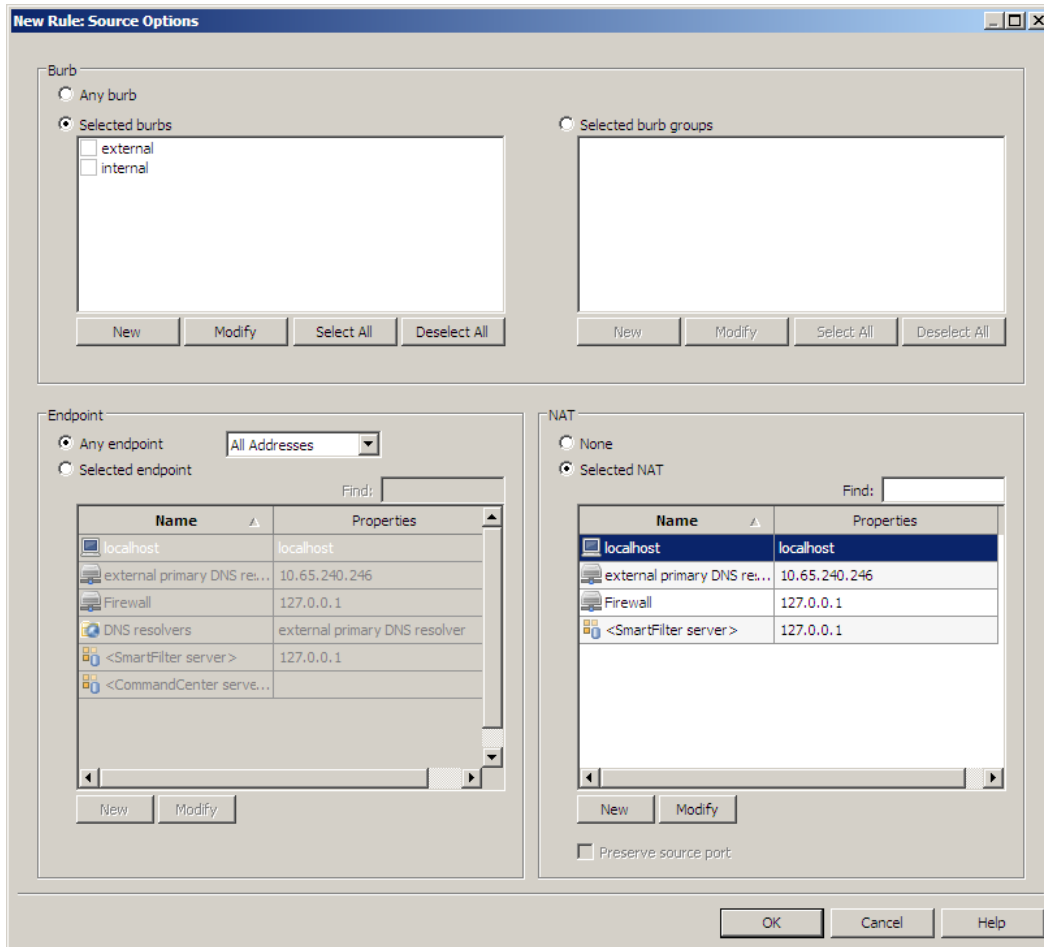 New Rule: Source Options
Burb
Any burb
Selected burbs
external
internal
New Modify Select All Deselect All
Selected burb groups
New Modify Select All Deselect All
Endpoint
Any endpoint All Addresses
Selected endpoint
Find:
Name Properties
localhost localhost
external primary DNS re:... 10.65.240.246
Firewall 127.0.0.1
DNS resolvers external primary DNS resolver
<SmartFilter server> 127.0.0.1
<CommandCenter serve...
New Modify
NAT
None
Selected NAT
Find:
Name Properties
localhost localhost
external primary DNS re:... 10.65.240.246
Firewall 127.0.0.1
<SmartFilter server> 127.0.0.1
New Modify
Preserve source port
OK Cancel Help